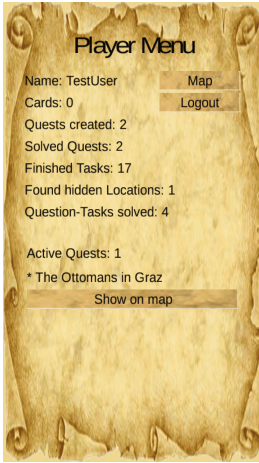 Player Menu
Name: TestUser
Map
Cards: 0
Logout
Quests created: 2
Solved Quests: 2
Finished Tasks: 17
Found hidden Locations: 1
Question-Tasks solved: 4
Active Quests: 1
* The Ottomans in Graz
Show on map